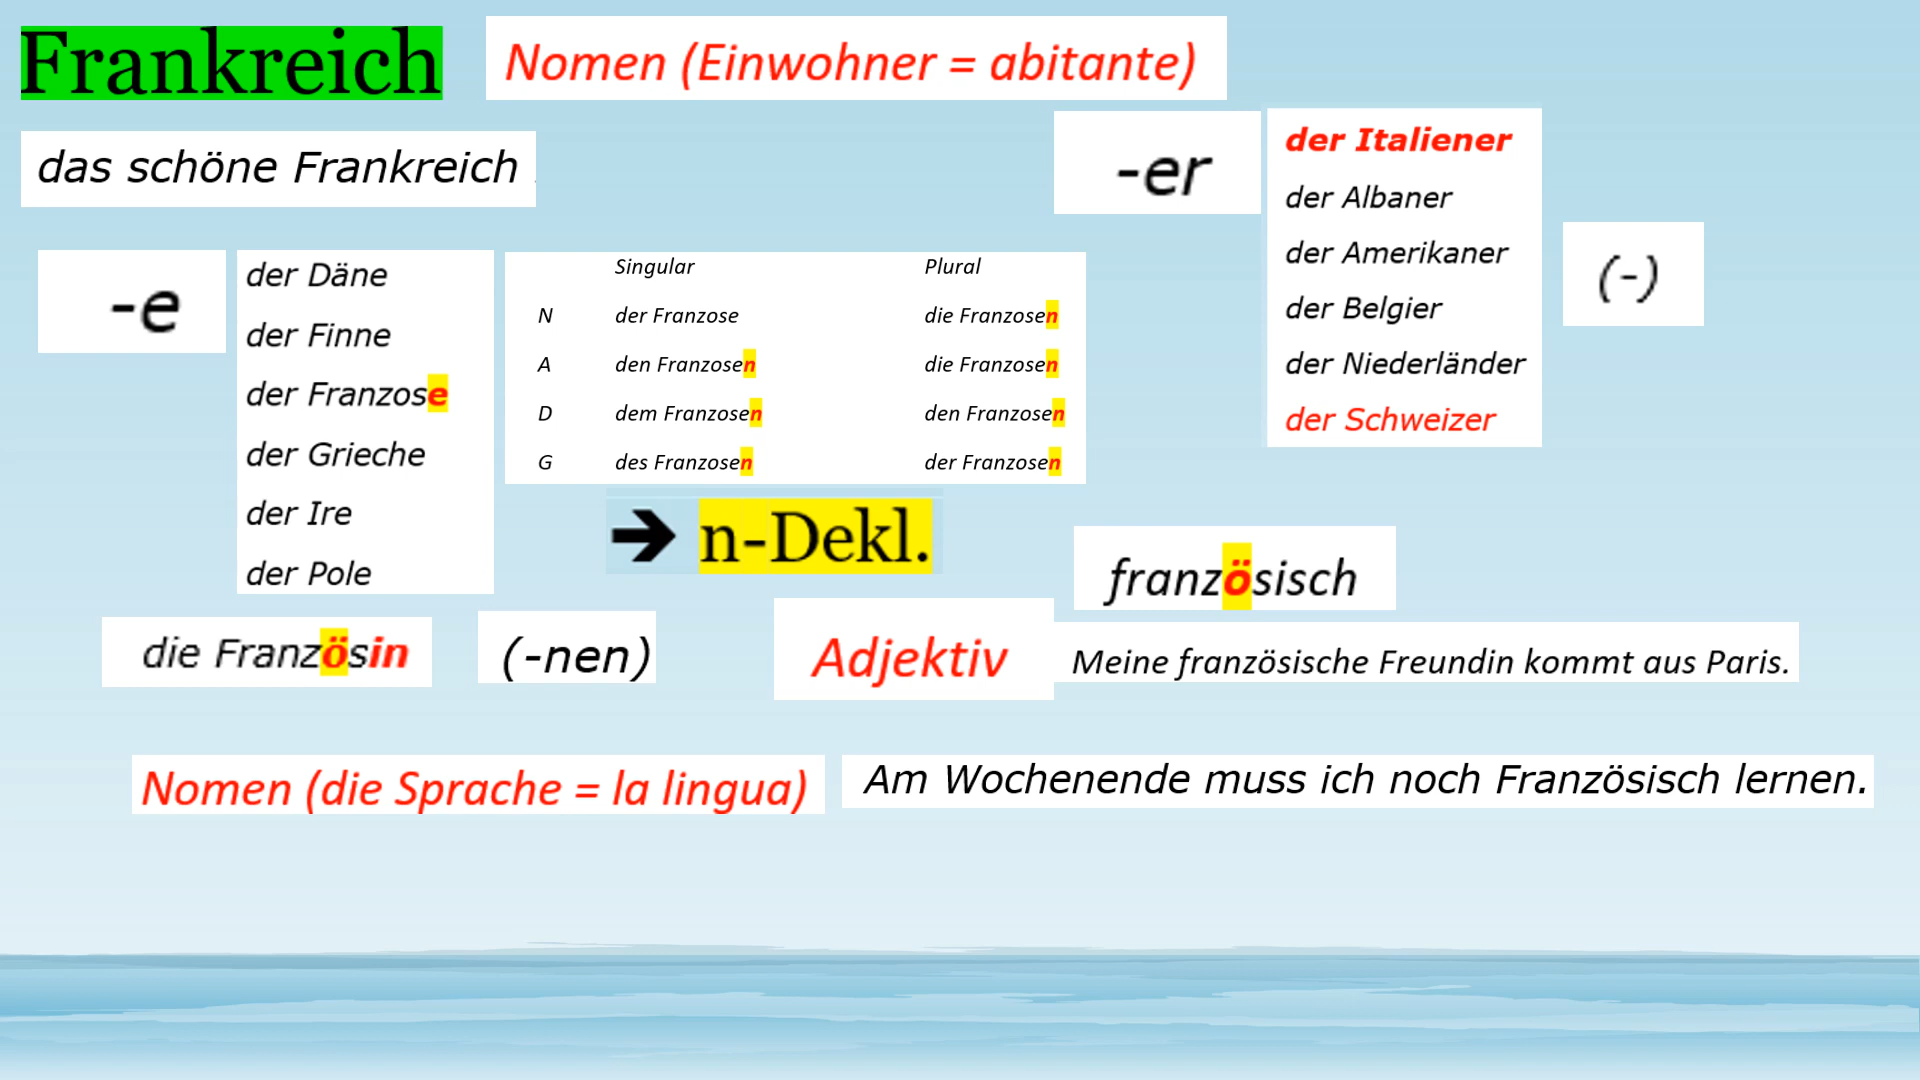 Frankreich
Nomen (Einwohner = abitante)
das schöne Frankreich
-er
der Italiener
der Albaner
der Amerikaner
der Belgier
der Niederländer
der Schweizer
(-)
-e
der Däne
der Finne
der Franzose
der Grieche
der Ire
der Pole
Singular Plural
N der Franzose die Franzosen
A den Franzosen die Franzosen
D dem Franzosen den Franzosen
G des Franzosen der Franzosen
➔ n-Dekl.
französisch
die Französin (-nen)
Adjektiv
Meine französische Freundin kommt aus Paris.
Nomen (die Sprache = la lingua)
Am Wochenende muss ich noch Französisch lernen.